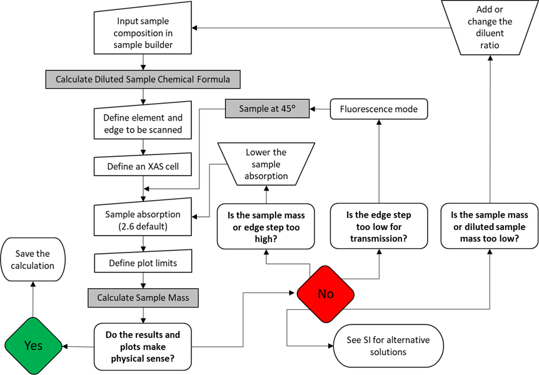 Input sample
composition in
sample builder
Add or
change the
diluent
ratio
Calculate Diluted Sample Chemical Formula
Define element and
edge to be scanned
Sample at 45°
Fluorescence mode
Define an XAS cell
Lower the
sample
absorption
Sample absorption
(2.6 default)
Is the sample mass
or edge step too
high?
Is the edge step
too low for
transmission?
Is the sample mass
or diluted sample
mass too low?
Define plot limits
Save the
calculation
Calculate Sample Mass
No
Yes
Do the results and
plots make
physical sense?
See SI for alternative
solutions